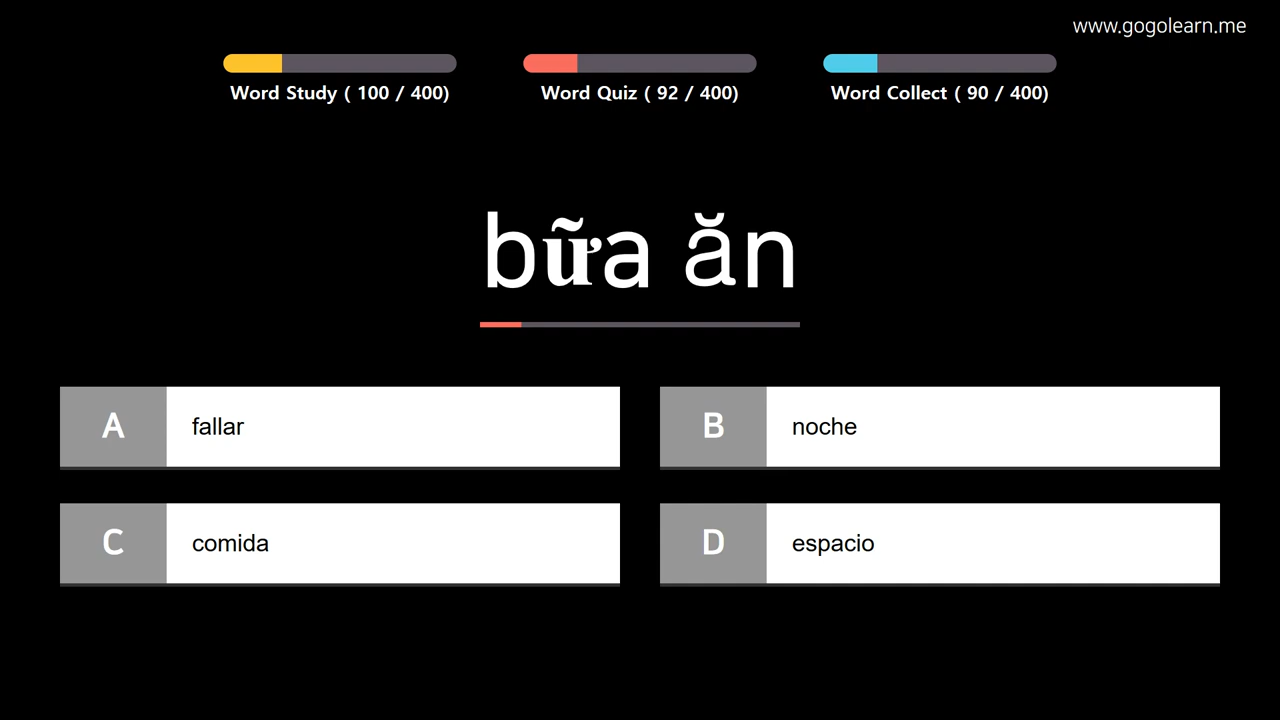 www.gogolearn.me
Word Study ( 100 / 400)
Word Quiz ( 92 / 400)
Word Collect ( 90 / 400)
bữa ăn
A fallar
B noche
C comida
D espacio